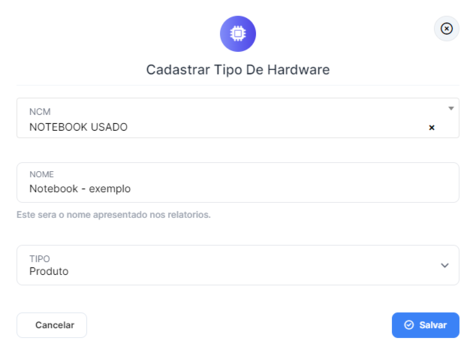 Cadastrar Tipo De Hardware
NCM
NOTEBOOK USADO
NOME
Notebook - exemplo
Este sera o nome apresentado nos relatorios.
TIPO
Produto
Cancelar
Salvar